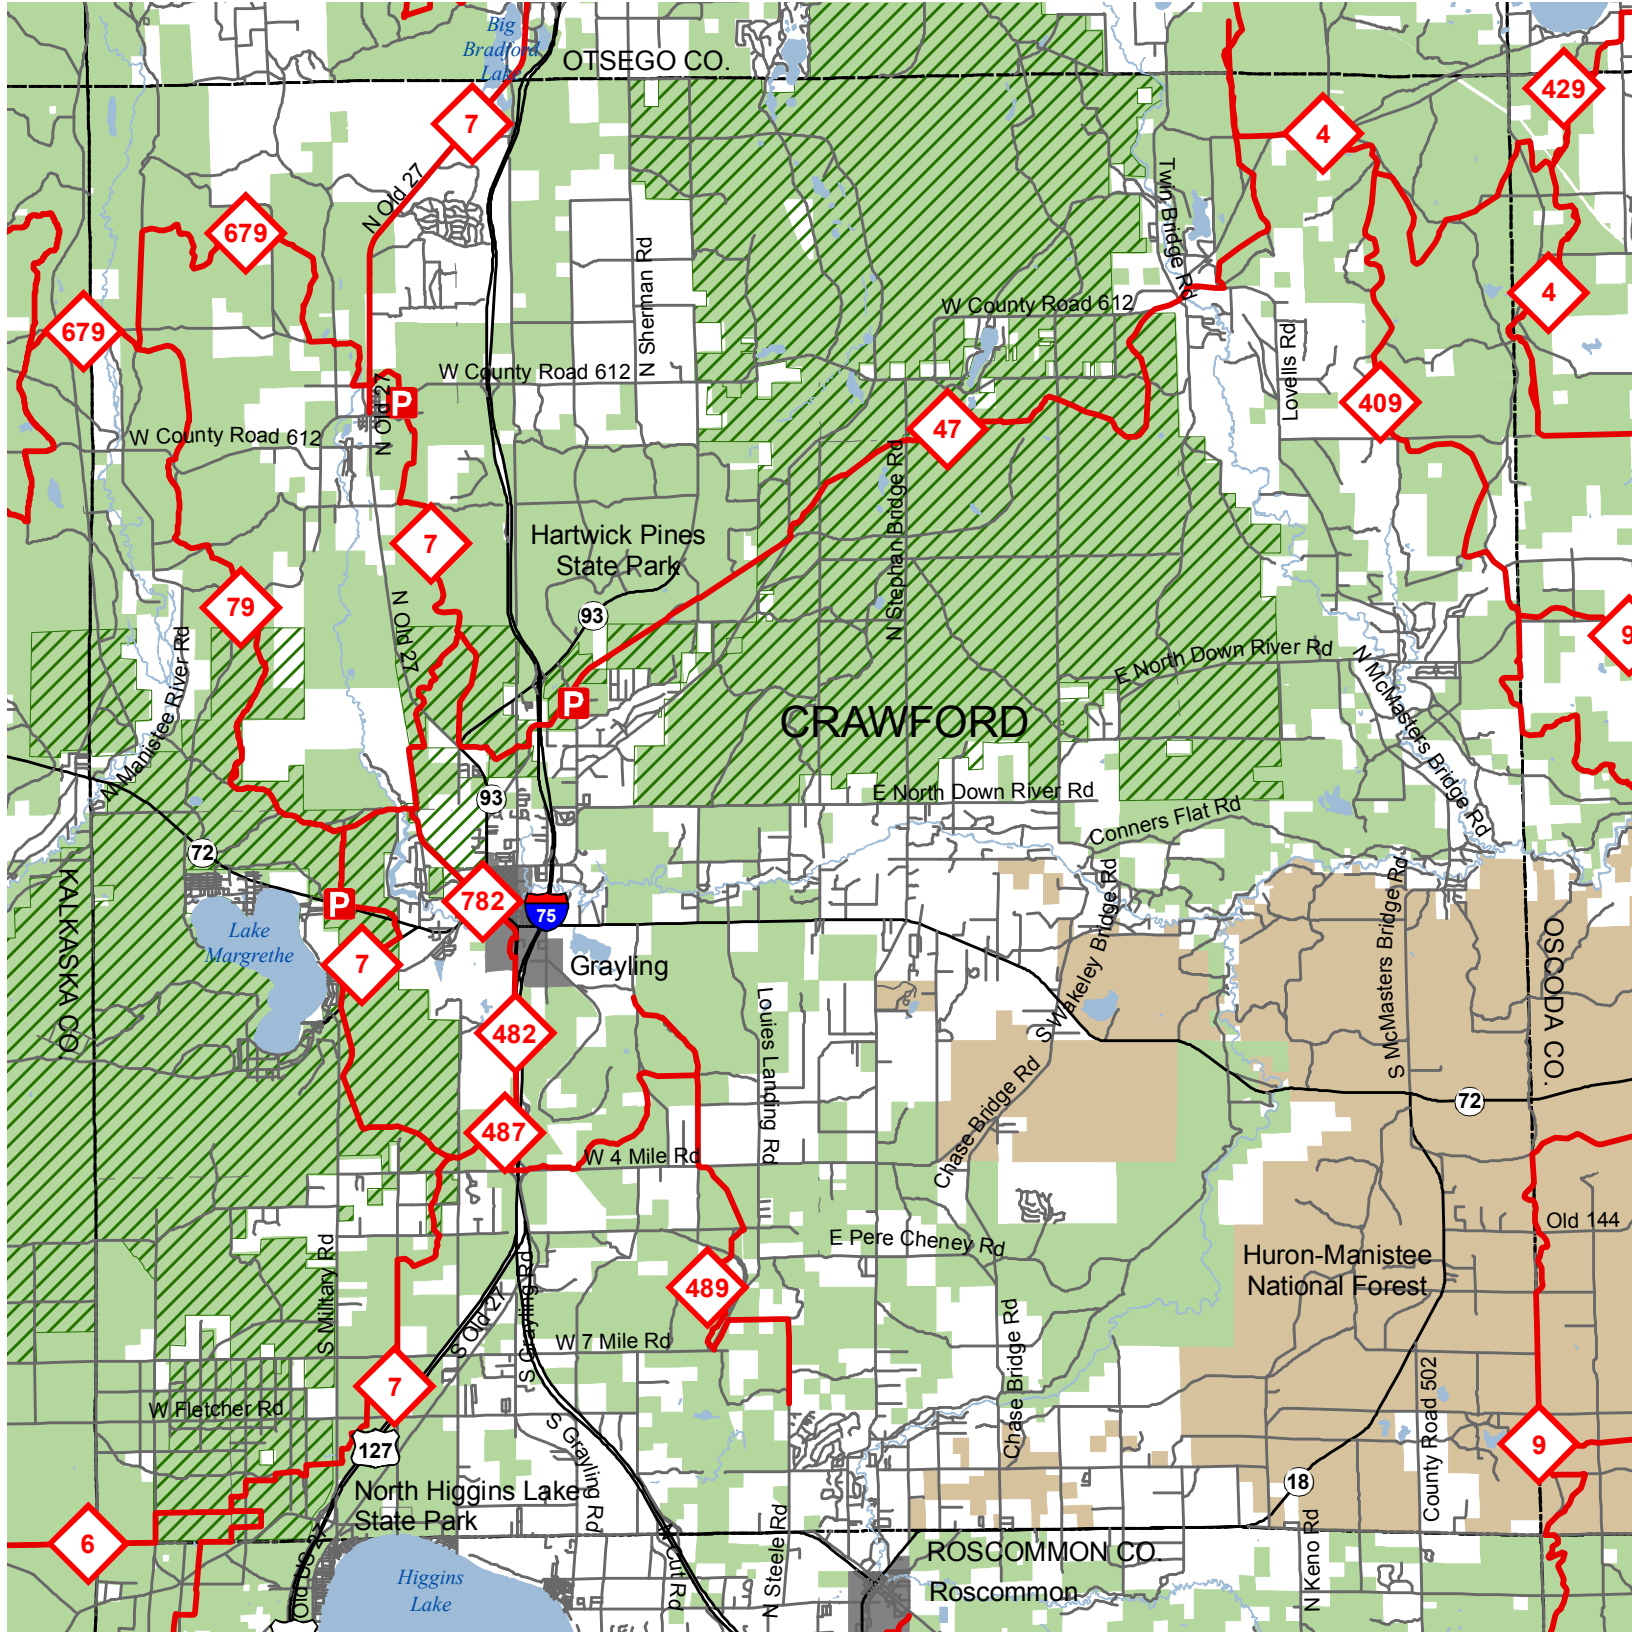 Big
Bradford
Lake
OTSEGO CO.
429
7
4
N Old 27
Twin Bridge Rd
679
N Sherman Rd
4
W County Road 612
679
Lovells Rd
W County Road 612
N Old 27
P
409
47
W County Road 612
N Stephan Bridge Rd
Hartwick Pines
State Park
7
93
79
N Old 27
N Manistee River Rd
9
E North Down River Rd
N McMasters Bridge Rd
P
CRAWFORD
93
E North Down River Rd
Conners Flat Rd
72
KALKASKA CO.
P
782
75
S Wakeley Bridge Rd
S McMasters Bridge Rd
OSCODA CO.
Lake
Margrethe
7
Grayling
Louies Landing Rd
482
Chase Bridge Rd
72
487
W 4 Mile Rd
Old 144
E Pere Cheney Rd
Huron-Manistee
National Forest
S Military Rd
S Old 27
S Grayling Rd
489
W 7 Mile Rd
Chase Bridge Rd
County Road 502
7
W Fletcher Rd
127
S Grayling Rd
9
18
North Higgins Lake
State Park
N Steele Rd
N Keno Rd
6
Old US 27
N Cut Rd
ROSCOMMON CO.
Roscommon
Higgins
Lake